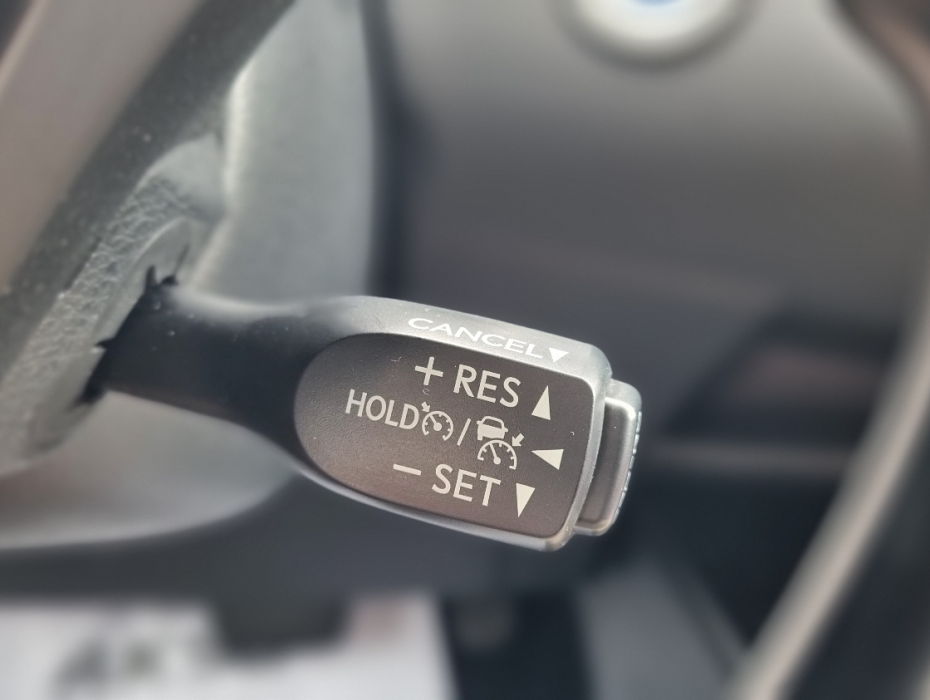 CANCEL▼
+ RES ▲
HOLD / ◀
− SET ▼